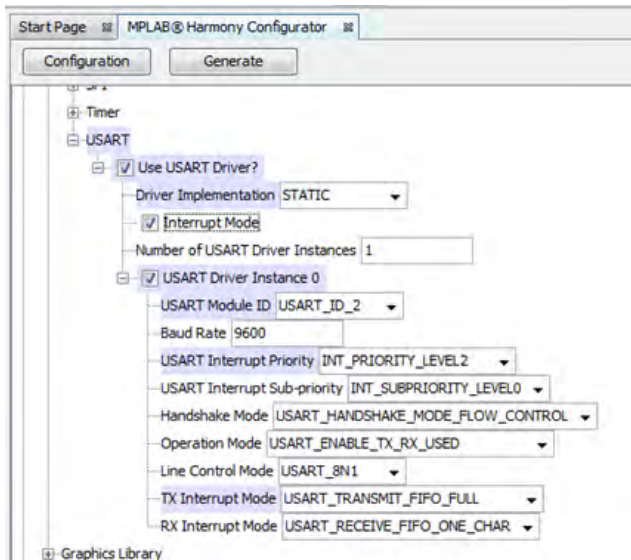 Start Page MPLAB® Harmony Configurator
Configuration Generate
SPI
Timer
USART
Use USART Driver?
Driver Implementation STATIC
Interrupt Mode
Number of USART Driver Instances 1
USART Driver Instance 0
USART Module ID USART_ID_2
Baud Rate 9600
USART Interrupt Priority INT_PRIORITY_LEVEL2
USART Interrupt Sub-priority INT_SUBPRIORITY_LEVEL0
Handshake Mode USART_HANDSHAKE_MODE_FLOW_CONTROL
Operation Mode USART_ENABLE_TX_RX_USED
Line Control Mode USART_8N1
TX Interrupt Mode USART_TRANSMIT_FIFO_FULL
RX Interrupt Mode USART_RECEIVE_FIFO_ONE_CHAR
Graphics Library